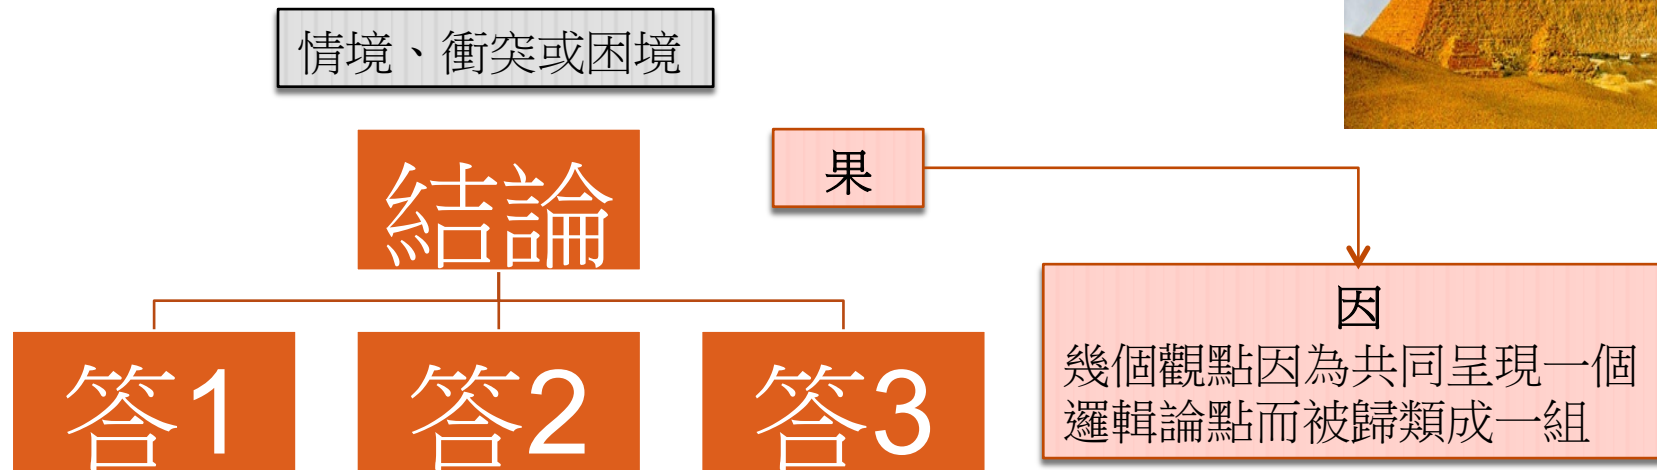 情境、衝突或困境
結論
果
答1
答2
答3
因
幾個觀點因為共同呈現一個
邏輯論點而被歸類成一組